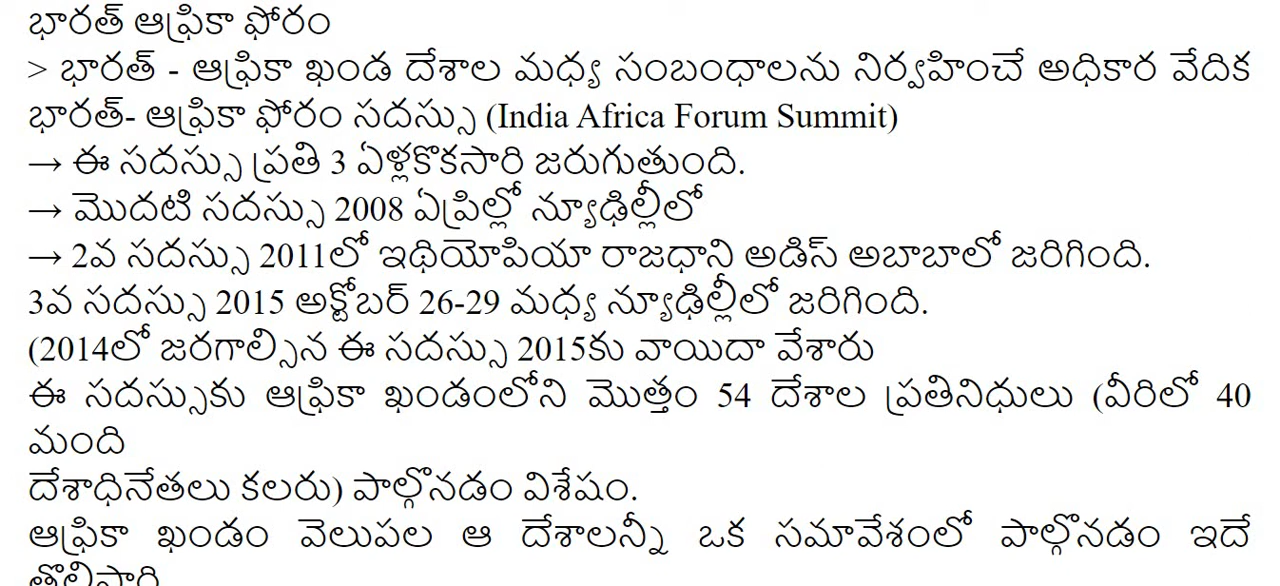 భారత్ ఆఫ్రికా ఫోరం
> భారత్ - ఆఫ్రికా ఖండ దేశాల మధ్య సంబంధాలను నిర్వహించే అధికార వేదిక
భారత్- ఆఫ్రికా ఫోరం సదస్సు (India Africa Forum Summit)
→ ఈ సదస్సు ప్రతి 3 ఏళ్లకొకసారి జరుగుతుంది.
→ మొదటి సదస్సు 2008 ఏప్రిల్లో న్యూఢిల్లీలో
→ 2వ సదస్సు 2011లో ఇథియోపియా రాజధాని అడిస్ అబాబాలో జరిగింది.
3వ సదస్సు 2015 అక్టోబర్ 26-29 మధ్య న్యూఢిల్లీలో జరిగింది.
(2014లో జరగాల్సిన ఈ సదస్సు 2015కు వాయిదా వేశారు
ఈ సదస్సుకు ఆఫ్రికా ఖండంలోని మొత్తం 54 దేశాల ప్రతినిధులు (వీరిలో 40
మంది
దేశాధినేతలు కలరు) పాల్గొనడం విశేషం.
ఆఫ్రికా ఖండం వెలుపల ఆ దేశాలన్నీ ఒక సమావేశంలో పాల్గొనడం ఇదే
తొలిసారి